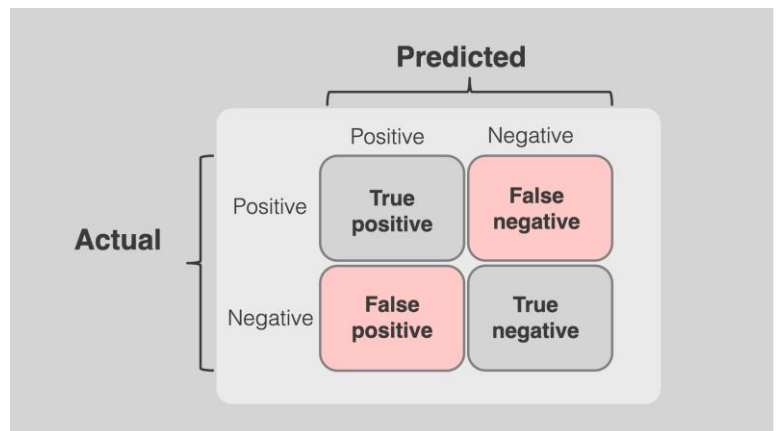 Predicted
Positive Negative
Actual
Positive
True
positive
False
negative
Negative
False
positive
True
negative